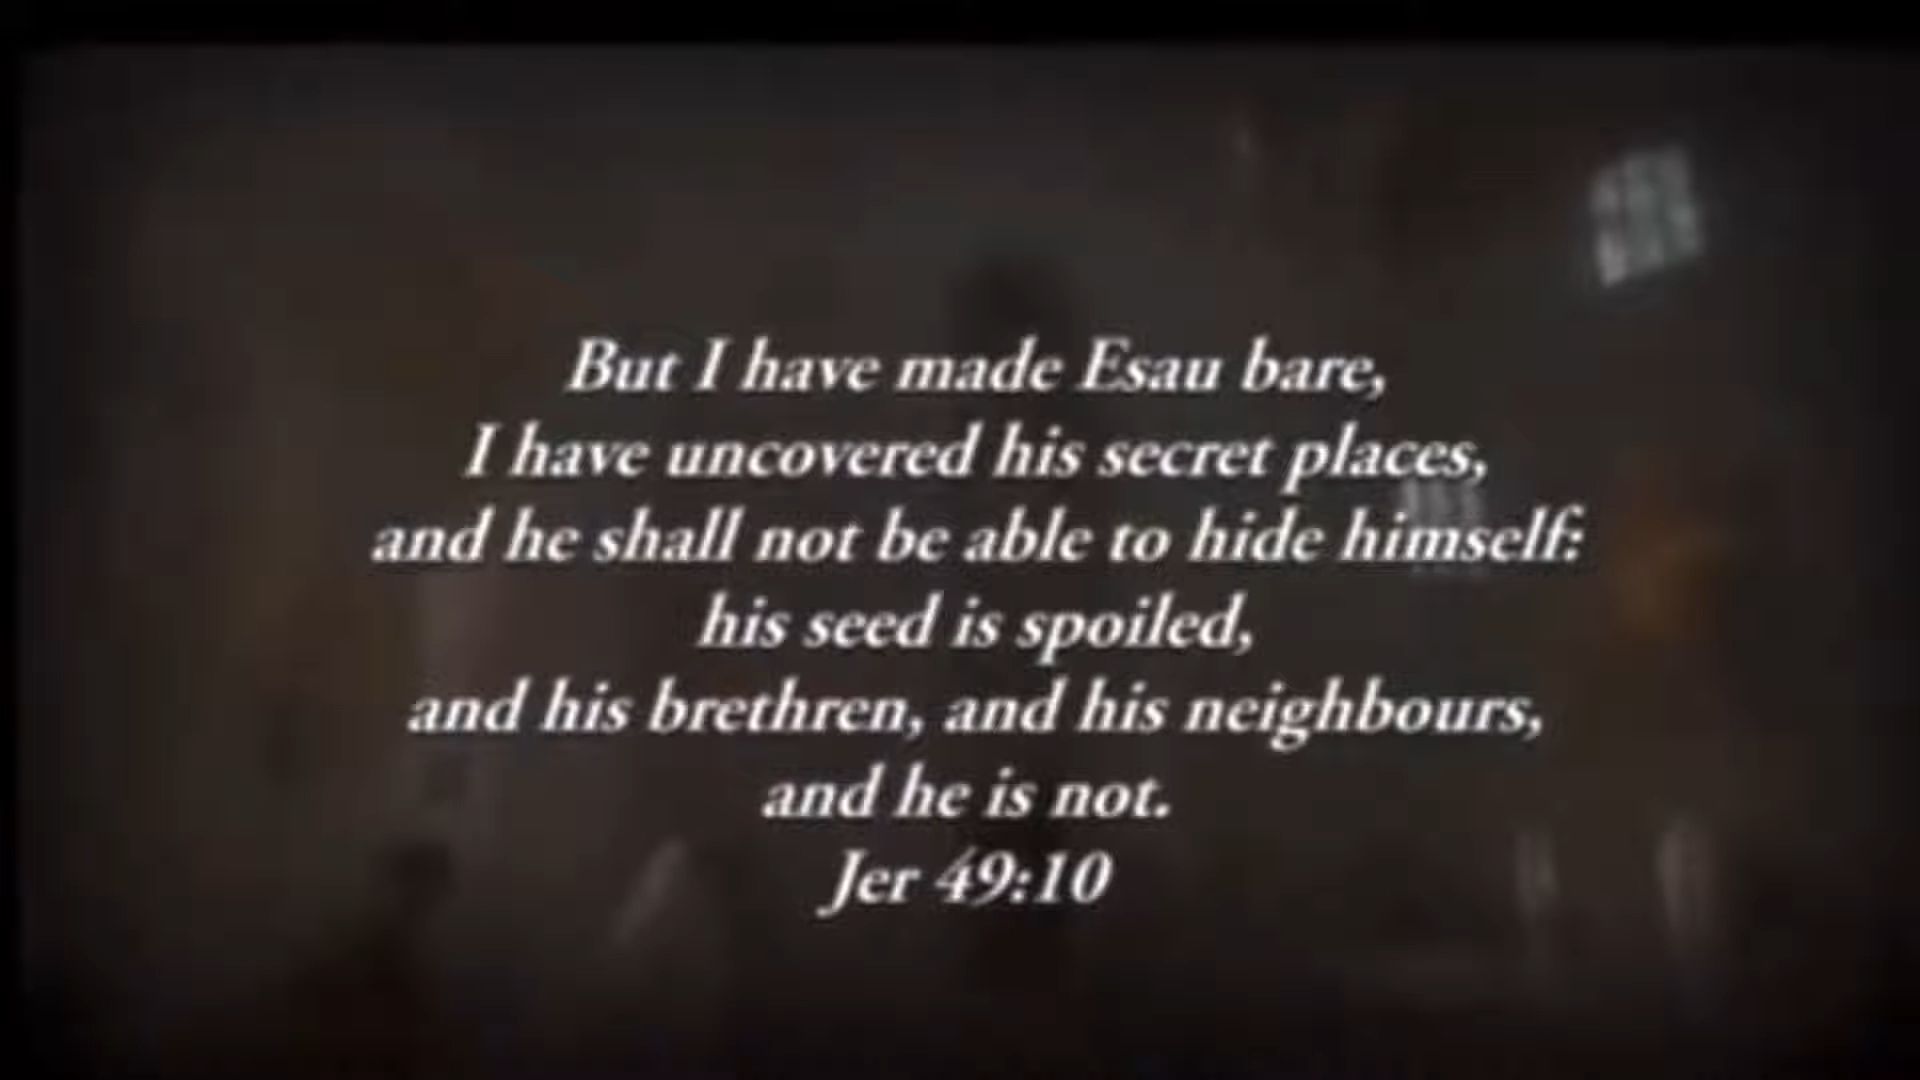 But I have made Esau bare,
I have uncovered his secret places,
and he shall not be able to hide himself:
his seed is spoiled,
and his brethren, and his neighbours,
and he is not.
Jer 49:10